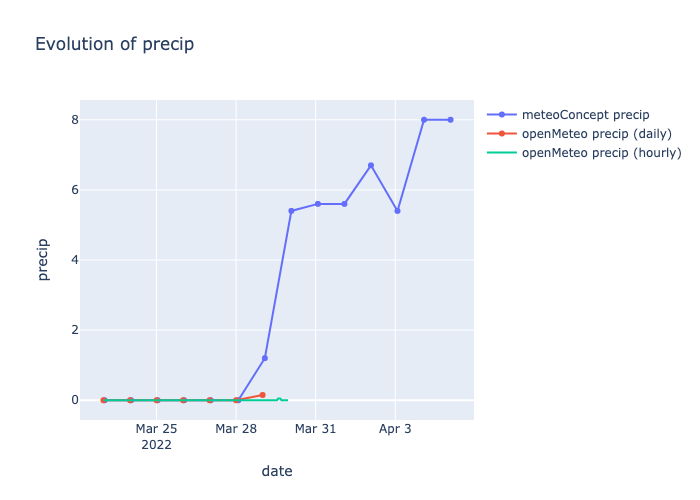 Evolution of precip
meteoConcept precip
openMeteo precip (daily)
openMeteo precip (hourly)
8
6
4
2
0
precip
Mar 25
2022
Mar 28
Mar 31
Apr 3
date